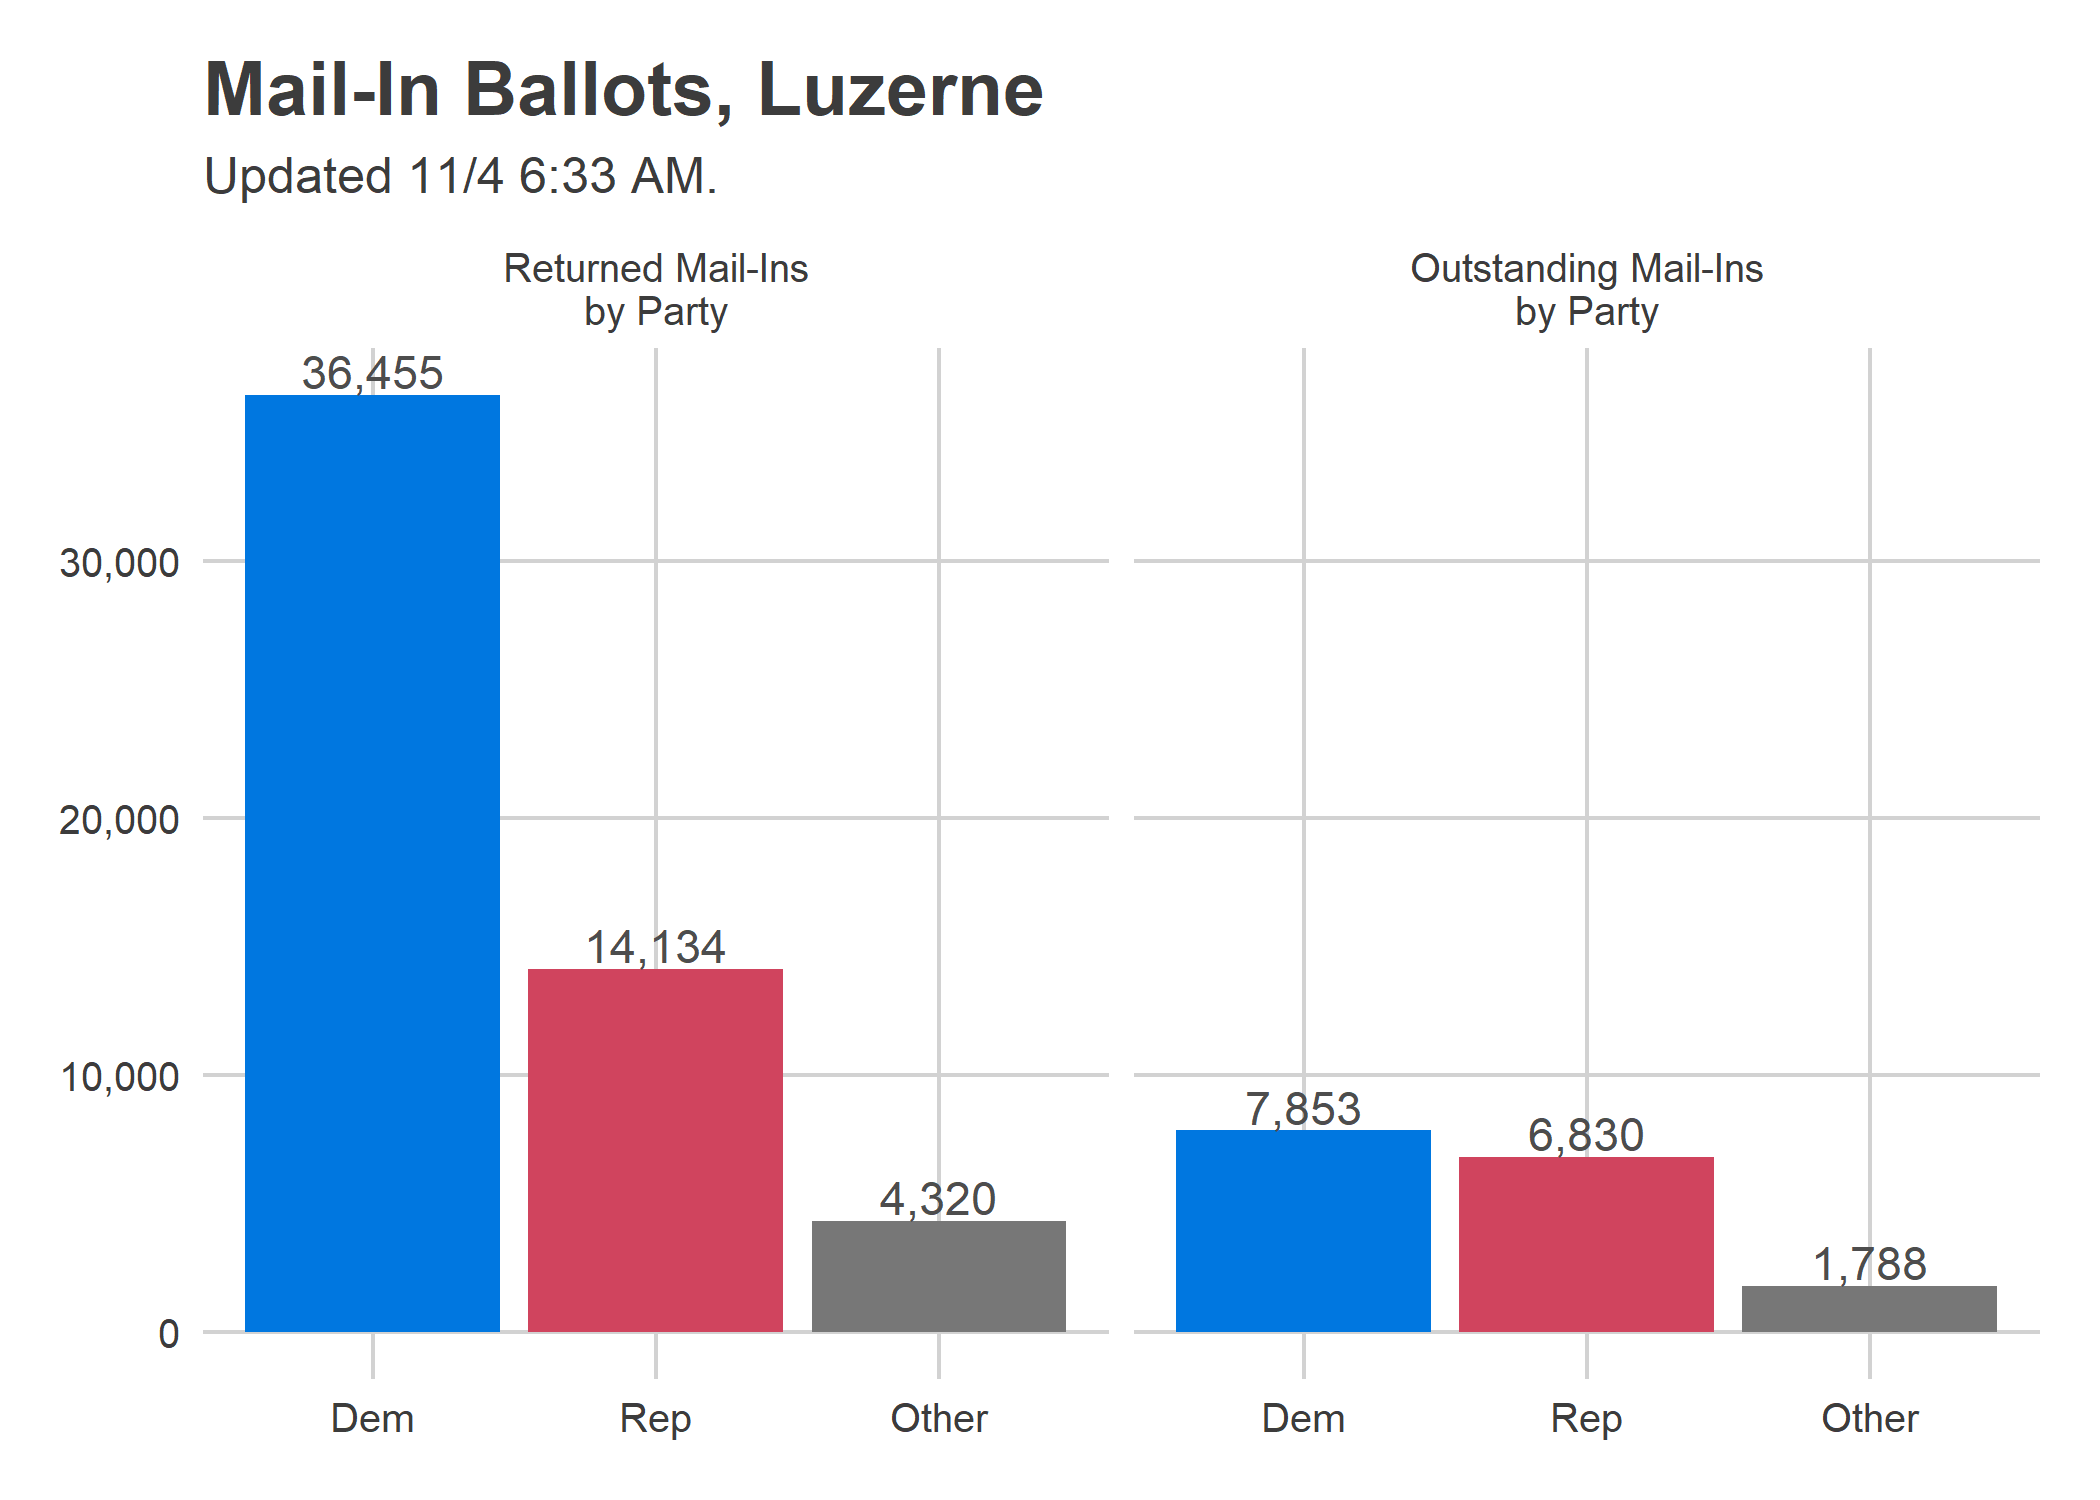 Mail-In Ballots, Luzerne
Updated 11/4 6:33 AM.
Returned Mail-Ins
by Party
Outstanding Mail-Ins
by Party
36,455
14,134
4,320
7,853
6,830
1,788
30,000
20,000
10,000
0
Dem Rep Other
Dem Rep Other